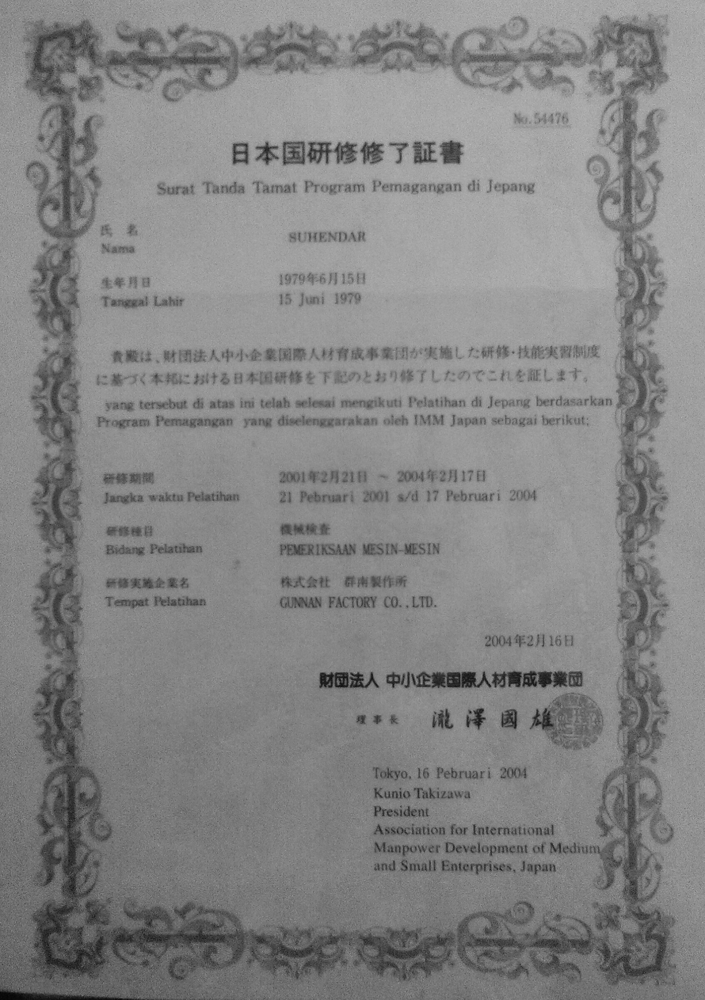 No.54476
日本国研修修了証書
Surat Tanda Tamat Program Pemagangan di Jepang
氏 名
SUHENDAR
Nama
生年月日
1979年6月15日
Tanggal Lahir
15 Juni 1979
貴殿は、財団法人中小企業国際人材育成事業団が実施した研修・技能実習制度
に基づく本邦における日本国研修を下記のとおり修了したのでこれを証します。
yang tersebut di atas ini telah selesai mengikuti Pelatihan di Jepang berdasarkan
Program Pemagangan yang diselenggarakan oleh IMM Japan sebagai berikut;
研修期間
2001年2月21日 ～ 2004年2月17日
Jangka waktu Pelatihan
21 Pebruari 2001 s/d 17 Pebruari 2004
研修種目
機械検査
Bidang Pelatihan
PEMERIKSAAN MESIN-MESIN
研修実施企業名
株式会社 群南製作所
Tempat Pelatihan
GUNNAN FACTORY CO.,LTD.
2004年2月16日
財団法人 中小企業国際人材育成事業団
理 事 長 瀧 澤 國 雄
Tokyo, 16 Pebruari 2004
Kunio Takizawa
President
Association for International
Manpower Development of Medium
and Small Enterprises, Japan